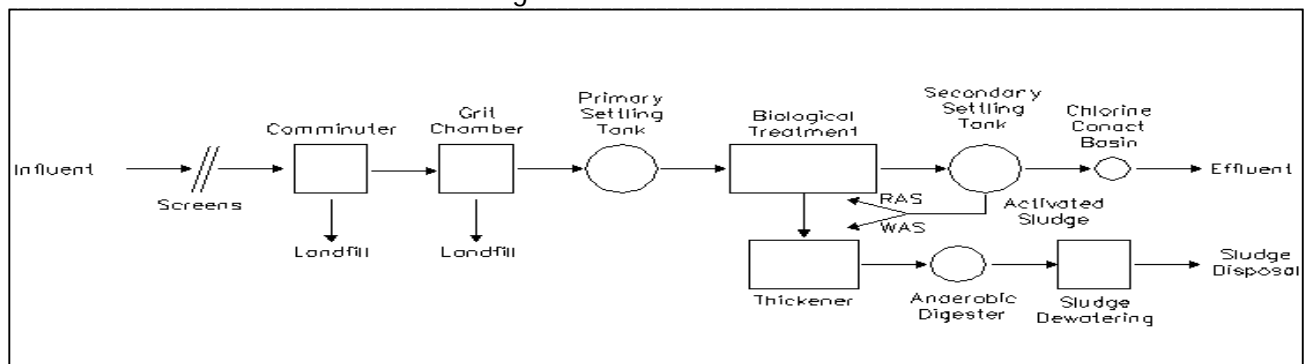 Influent
Screens
Comminuter
Landfill
Grit
Chamber
Landfill
Primary
Settling
Tank
Biological
Treatment
RAS
WAS
Secondary
Settling
Tank
Activated
Sludge
Chlorine
Conact
Basin
Effluent
Thickener
Anaerobic
Digester
Sludge
Dewatering
Sludge
Disposal